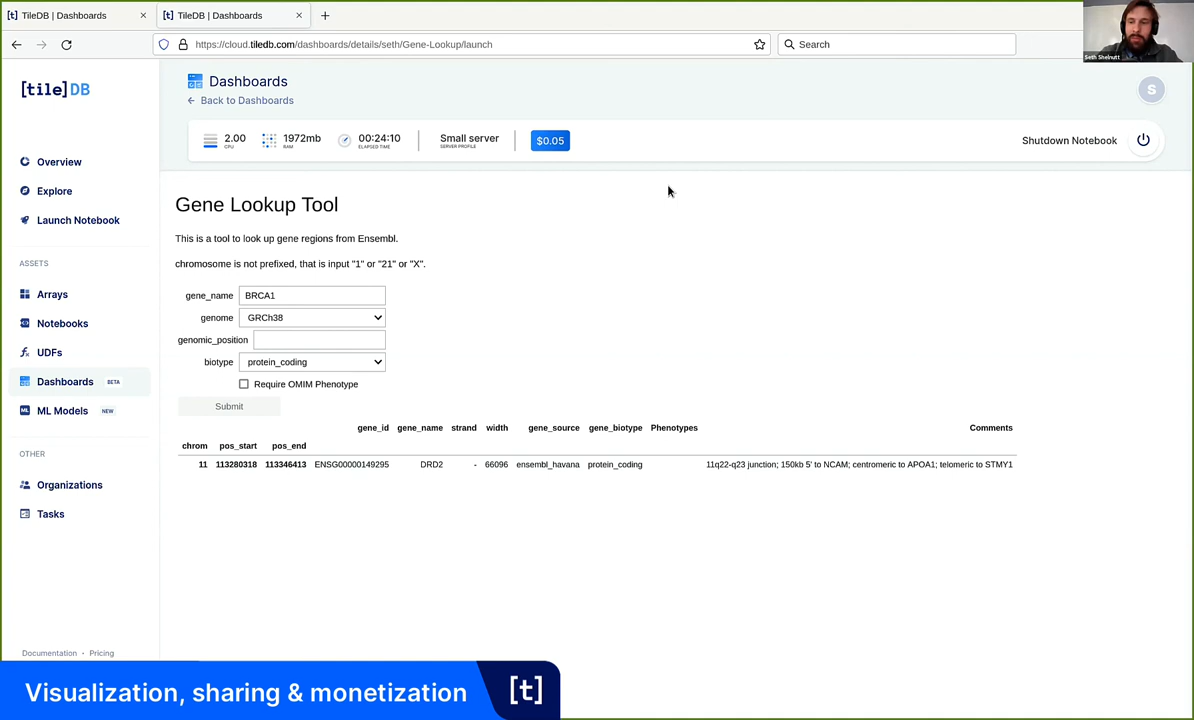 TileDB | Dashboards
TileDB | Dashboards
https://cloud.tiledb.com/dashboards/details/seth/Gene-Lookup/launch
Search
Seth Shelnutt
[tile]DB
Dashboards
Back to Dashboards
S
2.00 CPU
1972mb RAM
00:24:10 ELAPSED TIME
Small server SERVER PROFILE
$0.05
Shutdown Notebook
Overview
Explore
Launch Notebook
ASSETS
Arrays
Notebooks
UDFs
Dashboards BETA
ML Models NEW
OTHER
Organizations
Tasks
Documentation • Pricing
Gene Lookup Tool
This is a tool to look up gene regions from Ensembl.
chromosome is not prefixed, that is input "1" or "21" or "X".
gene_name BRCA1
genome GRCh38
genomic_position
biotype protein_coding
Require OMIM Phenotype
Submit
gene_id gene_name strand width gene_source gene_biotype Phenotypes Comments
chrom pos_start pos_end
11 113280318 113346413 ENSG00000149295 DRD2 - 66096 ensembl_havana protein_coding 11q22-q23 junction; 150kb 5' to NCAM; centromeric to APOA1; telomeric to STMY1
Visualization, sharing & monetization
[t]